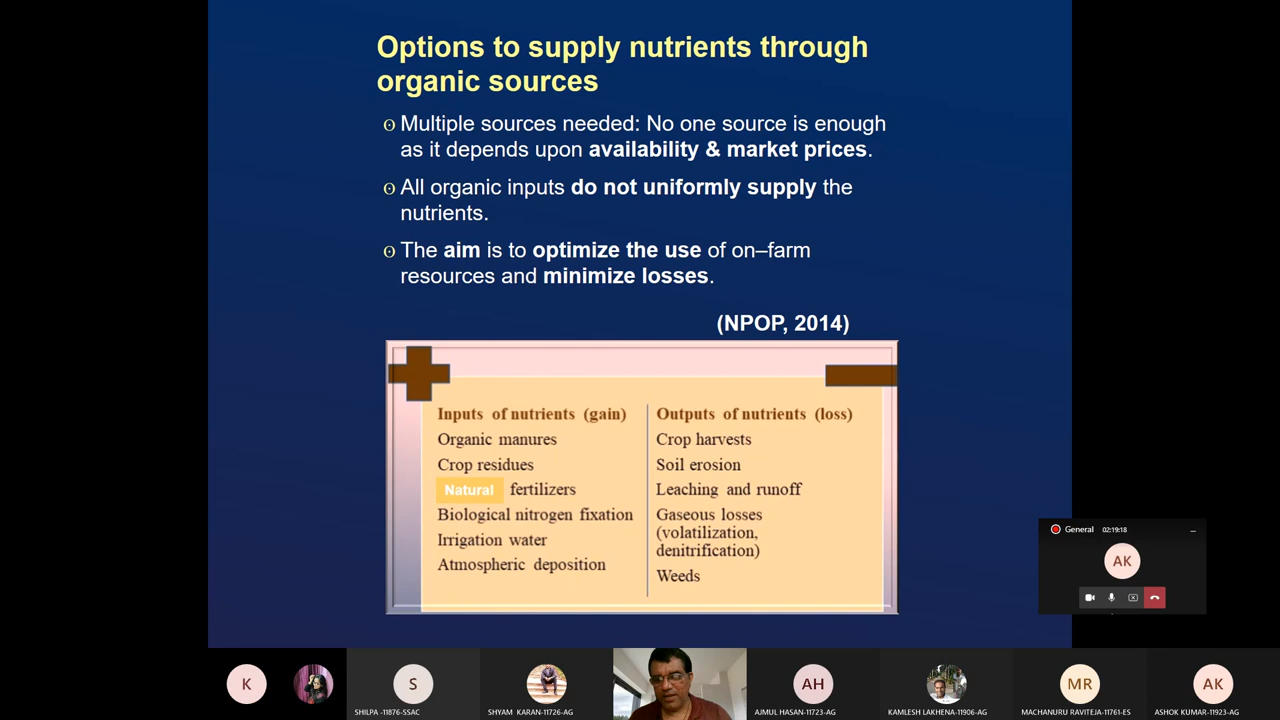 Options to supply nutrients through
organic sources
Multiple sources needed: No one source is enough
as it depends upon availability & market prices.
All organic inputs do not uniformly supply the
nutrients.
The aim is to optimize the use of on–farm
resources and minimize losses.
(NPOP, 2014)
Inputs of nutrients (gain)
Organic manures
Crop residues
Natural fertilizers
Biological nitrogen fixation
Irrigation water
Atmospheric deposition
Outputs of nutrients (loss)
Crop harvests
Soil erosion
Leaching and runoff
Gaseous losses
(volatilization,
denitrification)
Weeds
General 02:19:18
AK
K
S
SHILPA -11876-SSAC
SHYAM KARAN-11726-AG
AH
AJMUL HASAN-11723-AG
KAMLESH LAKHENA-11906-AG
MR
MACHANURU RAVITEJA-11761-ES
AK
ASHOK KUMAR-11923-AG